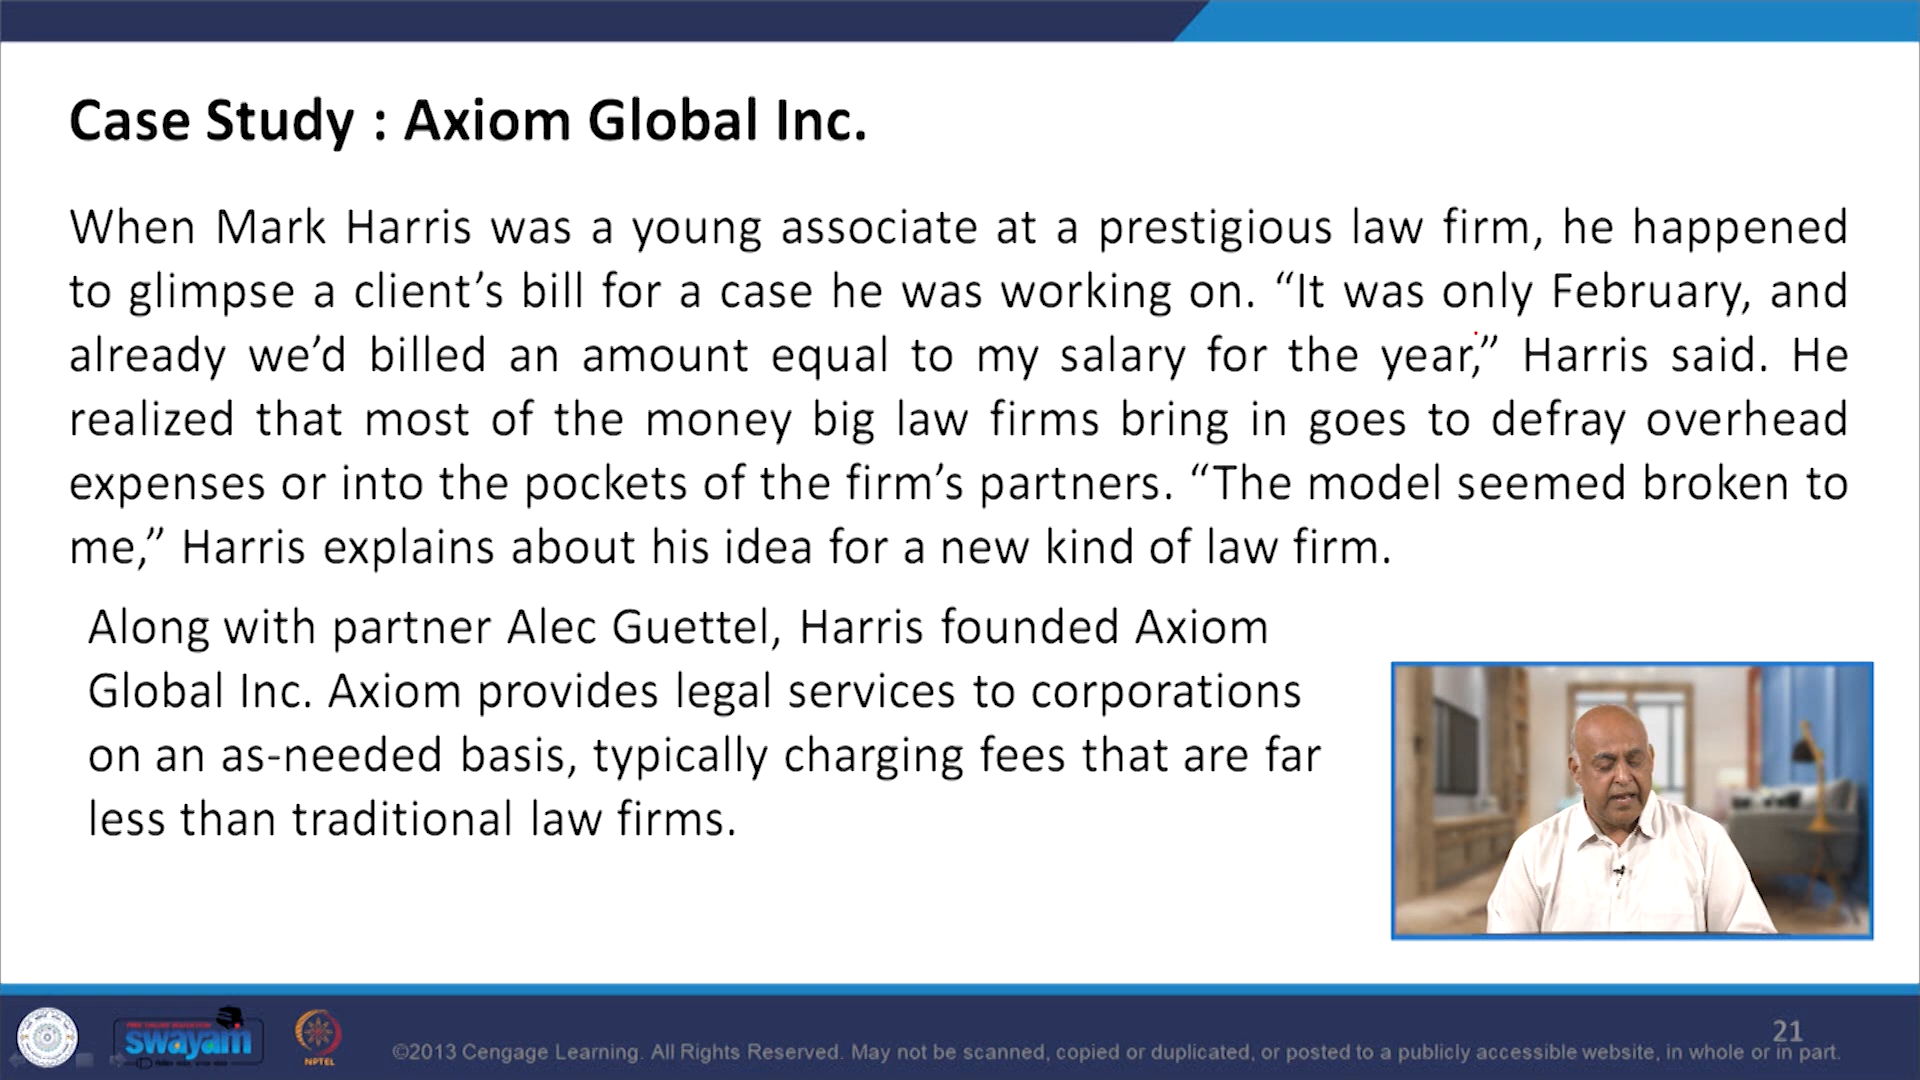 Case Study : Axiom Global Inc.
When Mark Harris was a young associate at a prestigious law firm, he happened
to glimpse a client’s bill for a case he was working on. “It was only February, and
already we’d billed an amount equal to my salary for the year,” Harris said. He
realized that most of the money big law firms bring in goes to defray overhead
expenses or into the pockets of the firm’s partners. “The model seemed broken to
me,” Harris explains about his idea for a new kind of law firm.
Along with partner Alec Guettel, Harris founded Axiom
Global Inc. Axiom provides legal services to corporations
on an as-needed basis, typically charging fees that are far
less than traditional law firms.
swayam
NPTEL
21
©2013 Cengage Learning. All Rights Reserved. May not be scanned, copied or duplicated, or posted to a publicly accessible website, in whole or in part.